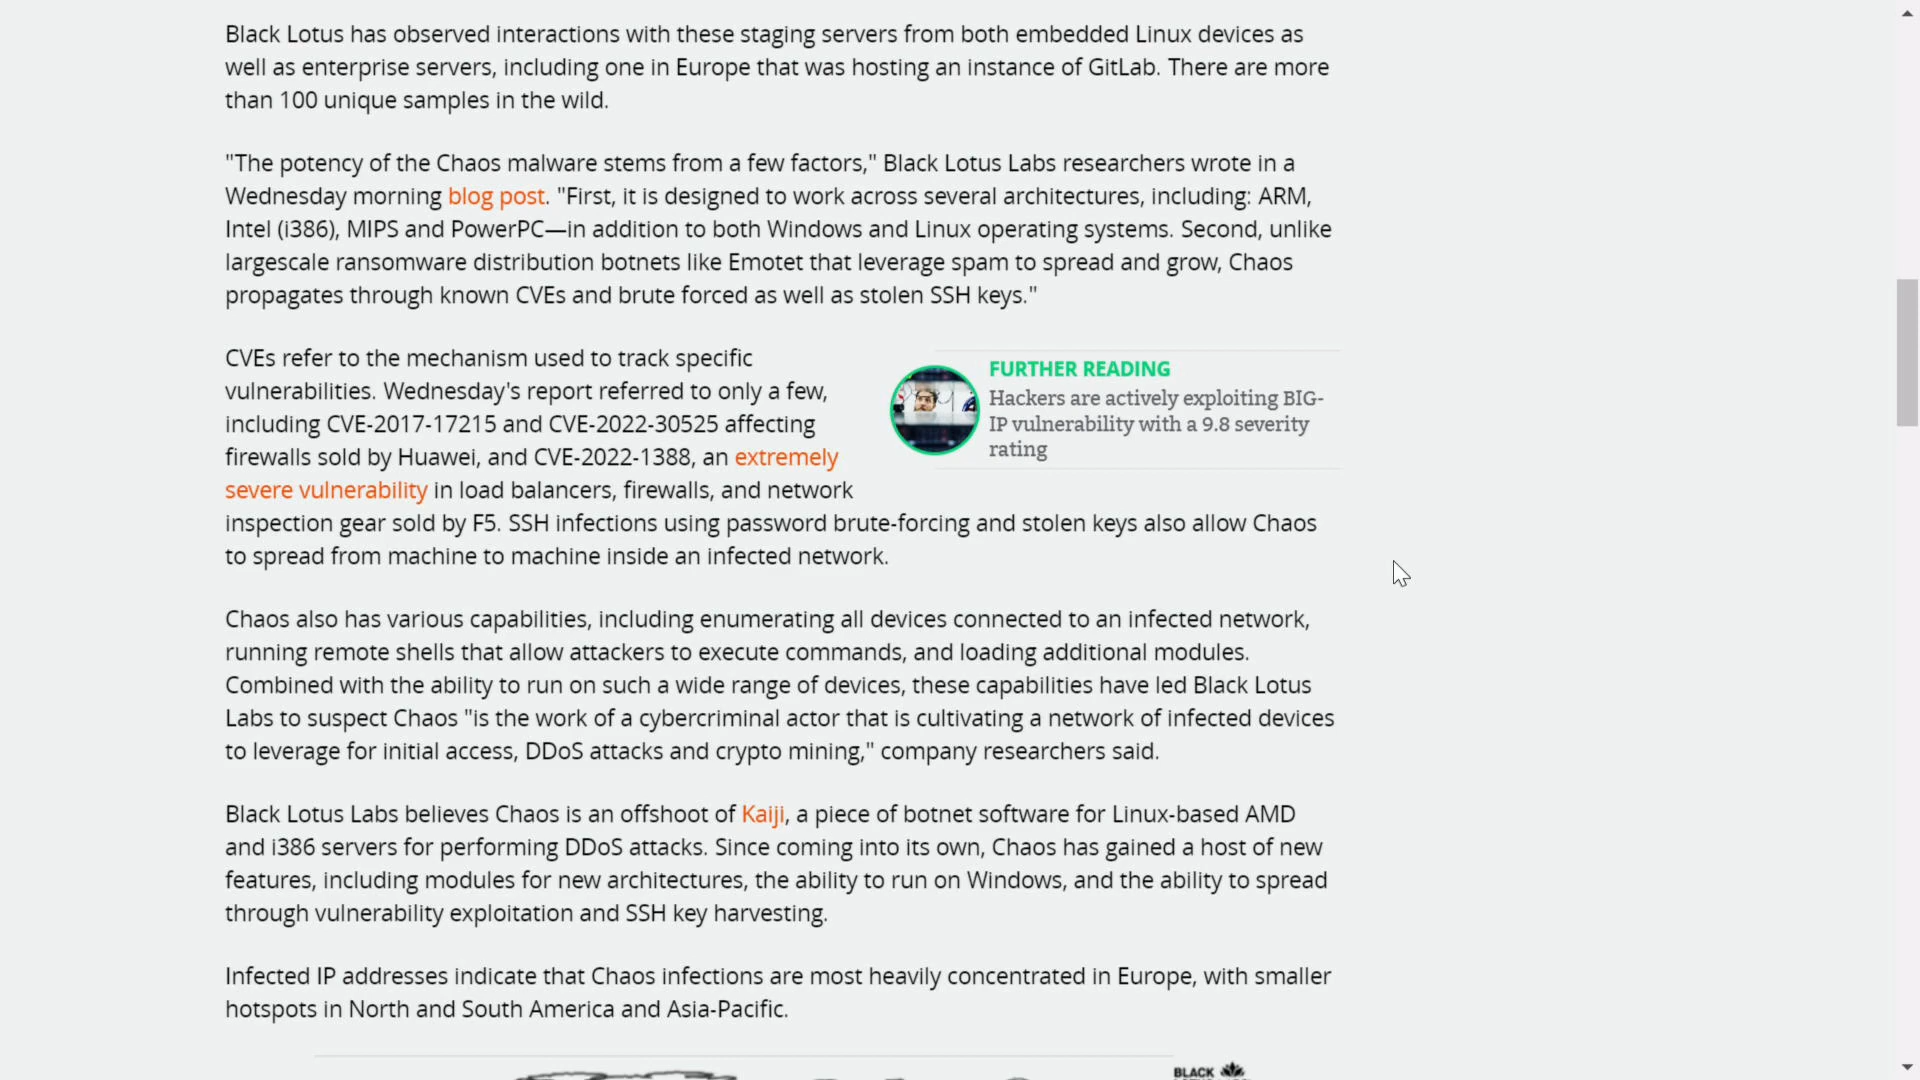 Black Lotus has observed interactions with these staging servers from both embedded Linux devices as
well as enterprise servers, including one in Europe that was hosting an instance of GitLab. There are more
than 100 unique samples in the wild.
"The potency of the Chaos malware stems from a few factors," Black Lotus Labs researchers wrote in a
Wednesday morning blog post. "First, it is designed to work across several architectures, including: ARM,
Intel (i386), MIPS and PowerPC—in addition to both Windows and Linux operating systems. Second, unlike
largescale ransomware distribution botnets like Emotet that leverage spam to spread and grow, Chaos
propagates through known CVEs and brute forced as well as stolen SSH keys."
CVEs refer to the mechanism used to track specific
vulnerabilities. Wednesday's report referred to only a few,
including CVE-2017-17215 and CVE-2022-30525 affecting
firewalls sold by Huawei, and CVE-2022-1388, an extremely
severe vulnerability in load balancers, firewalls, and network
inspection gear sold by F5. SSH infections using password brute-forcing and stolen keys also allow Chaos
to spread from machine to machine inside an infected network.
FURTHER READING
Hackers are actively exploiting BIG-
IP vulnerability with a 9.8 severity
rating
Chaos also has various capabilities, including enumerating all devices connected to an infected network,
running remote shells that allow attackers to execute commands, and loading additional modules.
Combined with the ability to run on such a wide range of devices, these capabilities have led Black Lotus
Labs to suspect Chaos "is the work of a cybercriminal actor that is cultivating a network of infected devices
to leverage for initial access, DDoS attacks and crypto mining," company researchers said.
Black Lotus Labs believes Chaos is an offshoot of Kaiji, a piece of botnet software for Linux-based AMD
and i386 servers for performing DDoS attacks. Since coming into its own, Chaos has gained a host of new
features, including modules for new architectures, the ability to run on Windows, and the ability to spread
through vulnerability exploitation and SSH key harvesting.
Infected IP addresses indicate that Chaos infections are most heavily concentrated in Europe, with smaller
hotspots in North and South America and Asia-Pacific.
BLACK